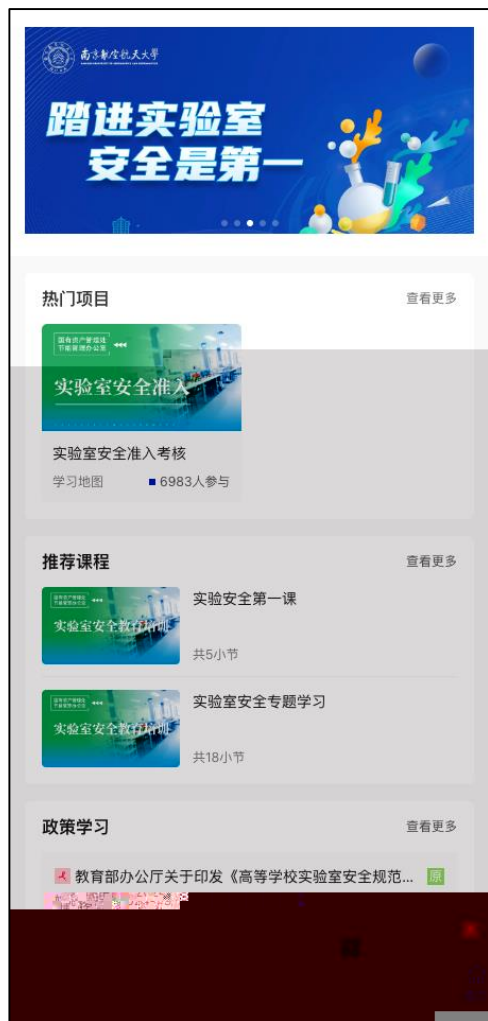 南京航空航天大学
踏进实验室
安全是第一
热门项目
查看更多
国有资产管理处
节能管理办公室
实验室安全准入
实验室安全准入考核
学习地图
6983人参与
推荐课程
查看更多
实验室安全教育培训
实验安全第一课
共5小节
实验室安全教育培训
实验室安全专题学习
共18小节
政策学习
查看更多
教育部办公厅关于印发《高等学校实验室安全规范...
原